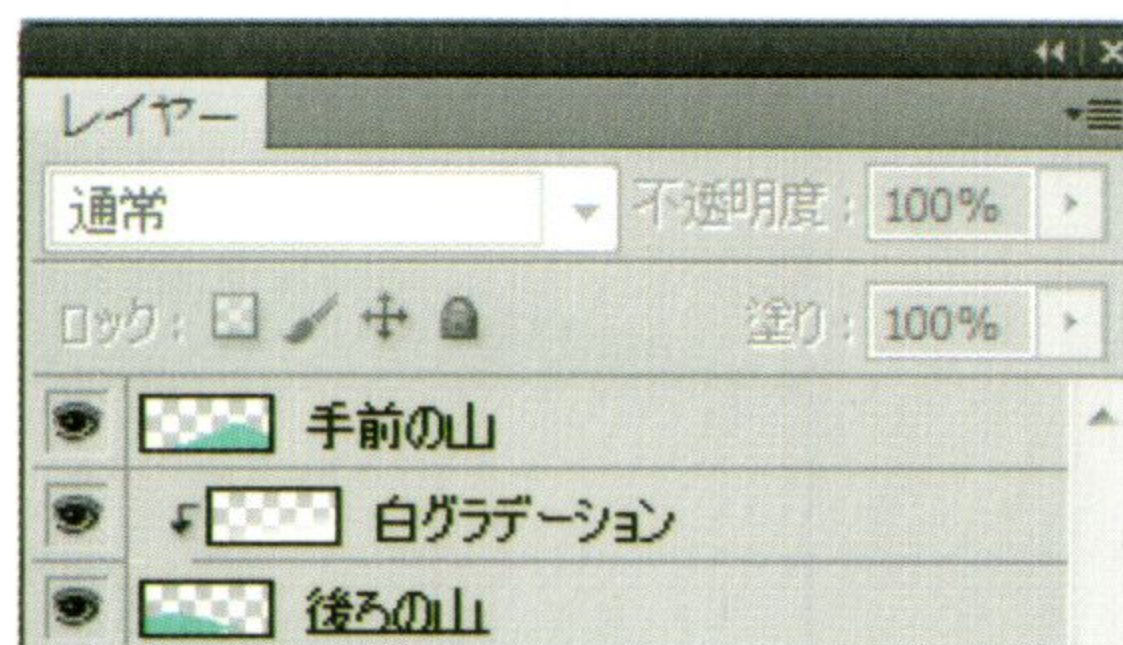 レイヤー
通常 不透明度: 100%
ロック: 塗り: 100%
手前の山
白グラデーション
後ろの山